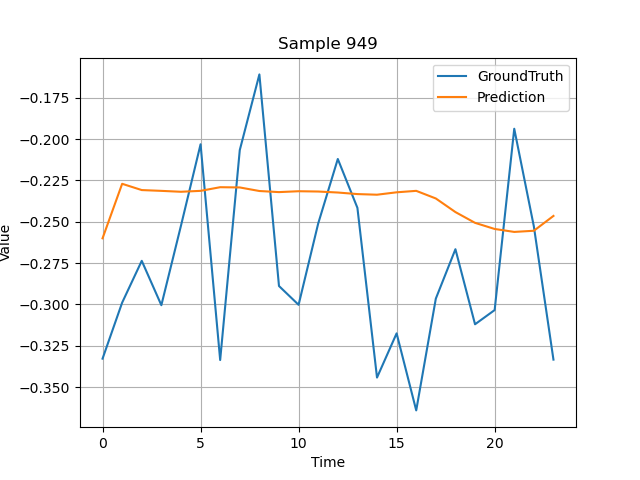 Sample 949
GroundTruth
Prediction
Value
−0.175
−0.200
−0.225
−0.250
−0.275
−0.300
−0.325
−0.350
0 5 10 15 20
Time